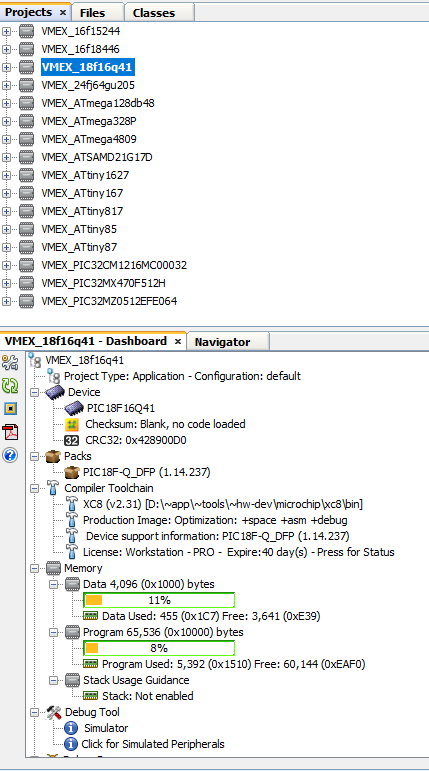 Projects × Files Classes
VMEX_16f15244
VMEX_16f18446
VMEX_18f16q41
VMEX_24fj64gu205
VMEX_ATmega128db48
VMEX_ATmega328P
VMEX_ATmega4809
VMEX_ATSAMD21G17D
VMEX_ATtiny1627
VMEX_ATtiny167
VMEX_ATtiny817
VMEX_ATtiny85
VMEX_ATtiny87
VMEX_PIC32CM1216MC00032
VMEX_PIC32MX470F512H
VMEX_PIC32MZ0512EFE064
VMEX_18f16q41 - Dashboard × Navigator
VMEX_18f16q41
Project Type: Application - Configuration: default
Device
PIC18F16Q41
Checksum: Blank, no code loaded
32 CRC32: 0x428900D0
Packs
PIC18F-Q_DFP (1.14.237)
Compiler Toolchain
XC8 (v2.31) [D:\~app\~tools\~hw-dev\microchip\xc8\bin]
Production Image: Optimization: +space +asm +debug
Device support information: PIC18F-Q_DFP (1.14.237)
License: Workstation - PRO - Expire:40 day(s) - Press for Status
Memory
Data 4,096 (0x1000) bytes
11%
Data Used: 455 (0x1C7) Free: 3,641 (0xE39)
Program 65,536 (0x10000) bytes
8%
Program Used: 5,392 (0x1510) Free: 60,144 (0xEAF0)
Stack Usage Guidance
Stack: Not enabled
Debug Tool
Simulator
Click for Simulated Peripherals